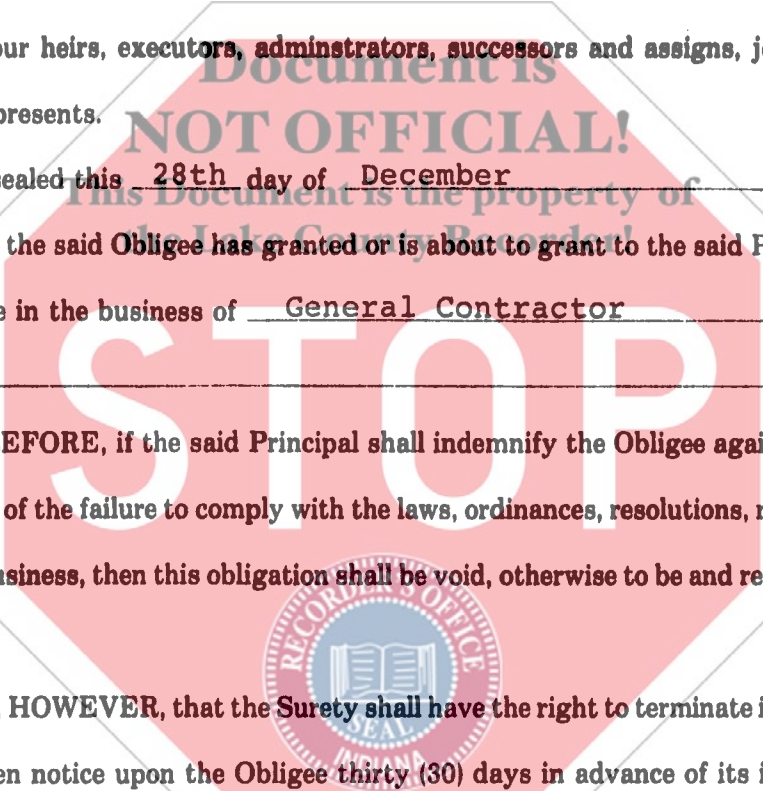 our heirs, executors, adminstrators, successors and assigns, j
Document is
presents.
NOT OFFICIAL!
sealed this 28th day of December
This Document is the property of
the Lake County Recorder!
the said Obligee has granted or is about to grant to the said P
e in the business of General Contractor
STOP
EFORE, if the said Principal shall indemnify the Obligee agai
of the failure to comply with the laws, ordinances, resolutions, r
usiness, then this obligation shall be void, otherwise to be and re
RECORDER'S OFFICE
HOWEVER, that the Surety shall have the right to terminate i
SEAL
INDIANA
en notice upon the Obligee thirty (30) days in advance of its i